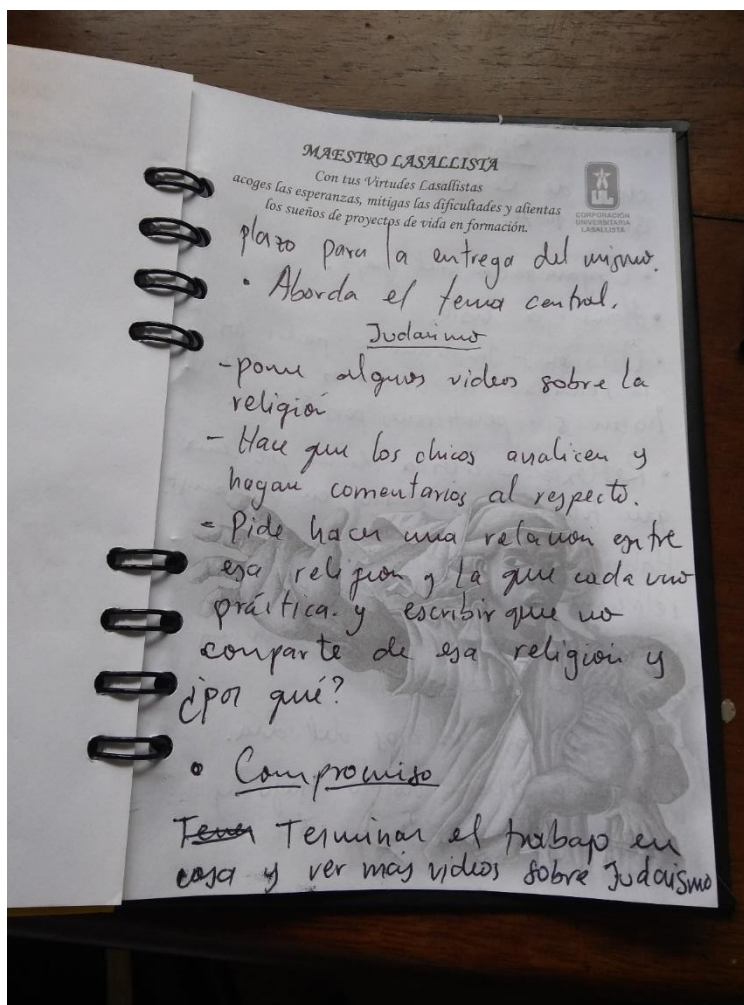 MAESTRO LASALLISTA
Con tus Virtudes Lasallistas
acoges las esperanzas, mitigas las dificultades y alientas
los sueños de proyectos de vida en formación.
UL
CORPORACIÓN
UNIVERSITARIA
LASALLISTA
plazo para la entrega del mismo.
• Aborda el tema central.
Judaismo
- pone algunos videos sobre la
religión
- Hace que los chicos analicen y
hagan comentarios al respecto.
- Pide hacer una relación entre
esa religión y la que cada uno
práctica. y escribir que no
comparte de esa religión y
¿por qué?
• Compromiso
Terminar el trabajo en
casa y ver más videos sobre Judaismo